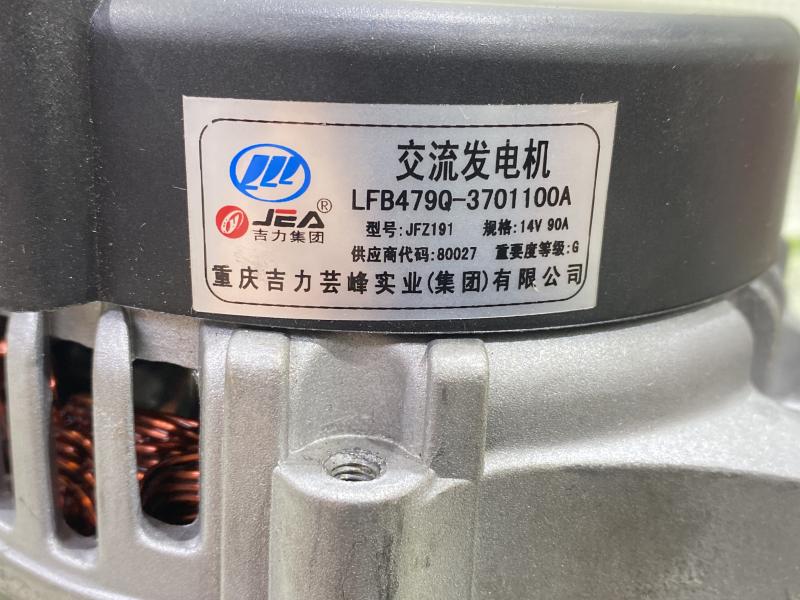 交流发电机
LFB479Q-3701100A
JEA®
吉力集团
型号:JFZ191 规格:14V 90A
供应商代码:80027 重要度等级:G
重庆吉力芸峰实业(集团)有限公司